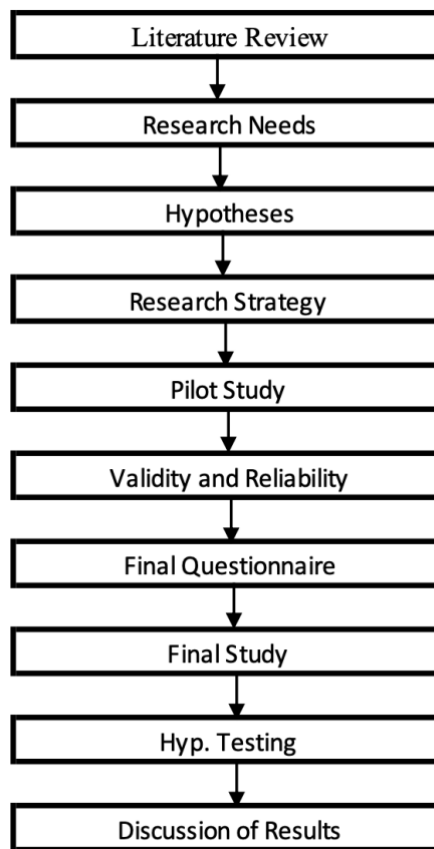 Literature Review
Research Needs
Hypotheses
Research Strategy
Pilot Study
Validity and Reliability
Final Questionnaire
Final Study
Hyp. Testing
Discussion of Results